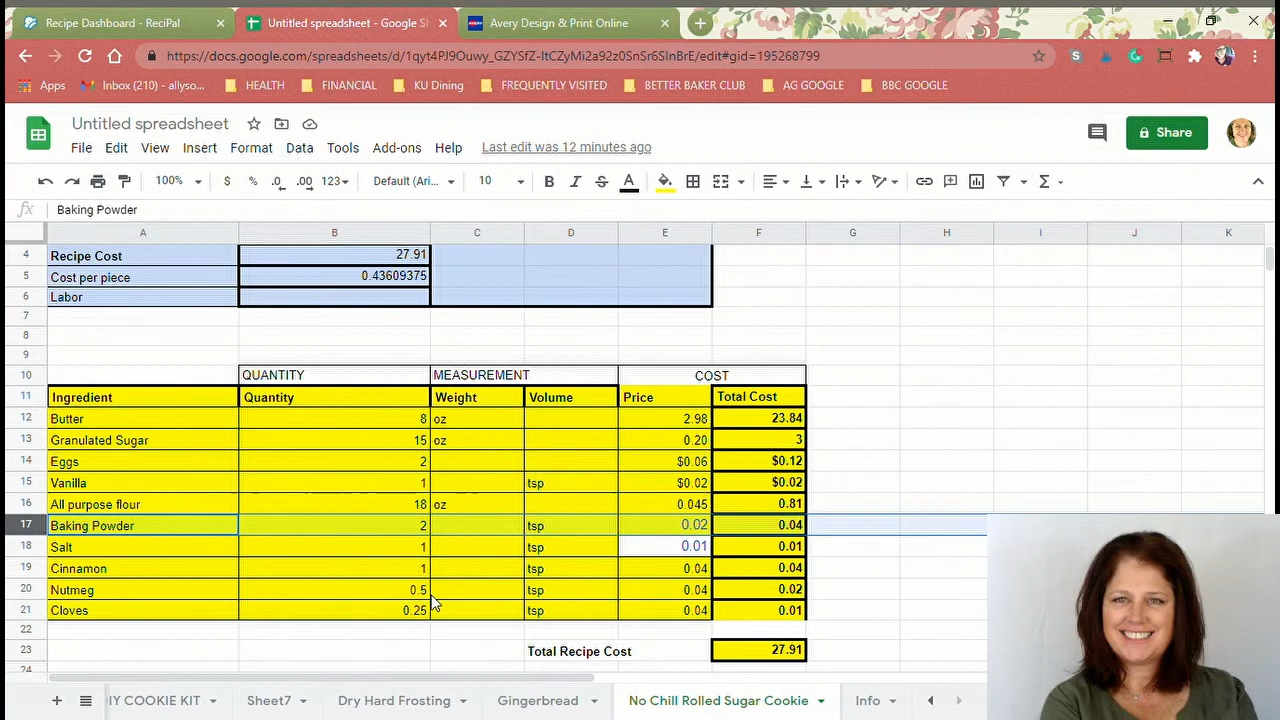 Recipe Dashboard - ReciPal × Untitled spreadsheet - Google Sh × Avery Design & Print Online ×
AVERY
https://docs.google.com/spreadsheets/d/1qyt4PJ9Oiwy_GZYSfZ-ItCZyMi2a92z0SnSr6SInBrE/edit#gid=195268799
Apps Inbox (210) - allyso... HEALTH FINANCIAL KU Dining FREQUENTLY VISITED BETTER BAKER CLUB AG GOOGLE BBC GOOGLE
Untitled spreadsheet
Share
File Edit View Insert Format Data Tools Add-ons Help Last edit was 12 minutes ago
100% $ % .0 .00 123 Default (Ari... 10 B I S A Σ
fx Baking Powder
A B C D E F G H I J K
4 Recipe Cost 27.91
5 Cost per piece 0.43609375
6 Labor
7
8
9
10 QUANTITY MEASUREMENT COST
11 Ingredient Quantity Weight Volume Price Total Cost
12 Butter 8 oz 2.98 23.84
13 Granulated Sugar 15 oz 0.20 3
14 Eggs 2 $0.06 $0.12
15 Vanilla 1 tsp $0.02 $0.02
16 All purpose flour 18 oz 0.045 0.81
17 Baking Powder 2 tsp 0.02 0.04
18 Salt 1 tsp 0.01 0.01
19 Cinnamon 1 tsp 0.04 0.04
20 Nutmeg 0.5 tsp 0.04 0.02
21 Cloves 0.25 tsp 0.04 0.01
22
23 Total Recipe Cost 27.91
24
IY COOKIE KIT Sheet7 Dry Hard Frosting Gingerbread No Chill Rolled Sugar Cookie Info